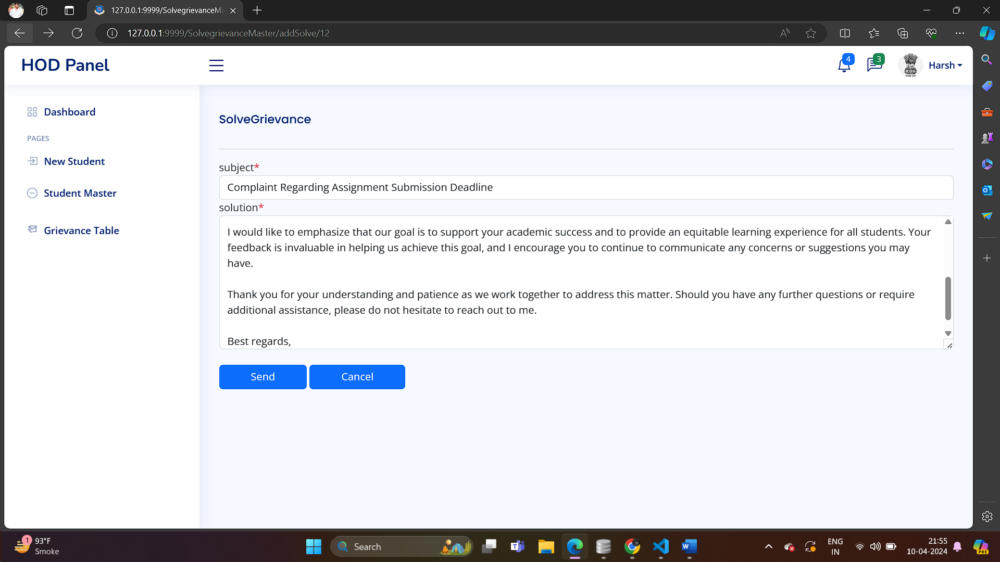 127.0.0.1:9999/SolvegrievanceMa
127.0.0.1:9999/SolvegrievanceMaster/addSolve/12
HOD Panel
4
3
Harsh
Dashboard
PAGES
New Student
Student Master
Grievance Table
SolveGrievance
subject*
Complaint Regarding Assignment Submission Deadline
solution*
I would like to emphasize that our goal is to support your academic success and to provide an equitable learning experience for all students. Your
feedback is invaluable in helping us achieve this goal, and I encourage you to continue to communicate any concerns or suggestions you may
have.
Thank you for your understanding and patience as we work together to address this matter. Should you have any further questions or require
additional assistance, please do not hesitate to reach out to me.
Best regards,
Send Cancel
1
93°F
Smoke
Search
ENG
IN
21:55
10-04-2024
PRE